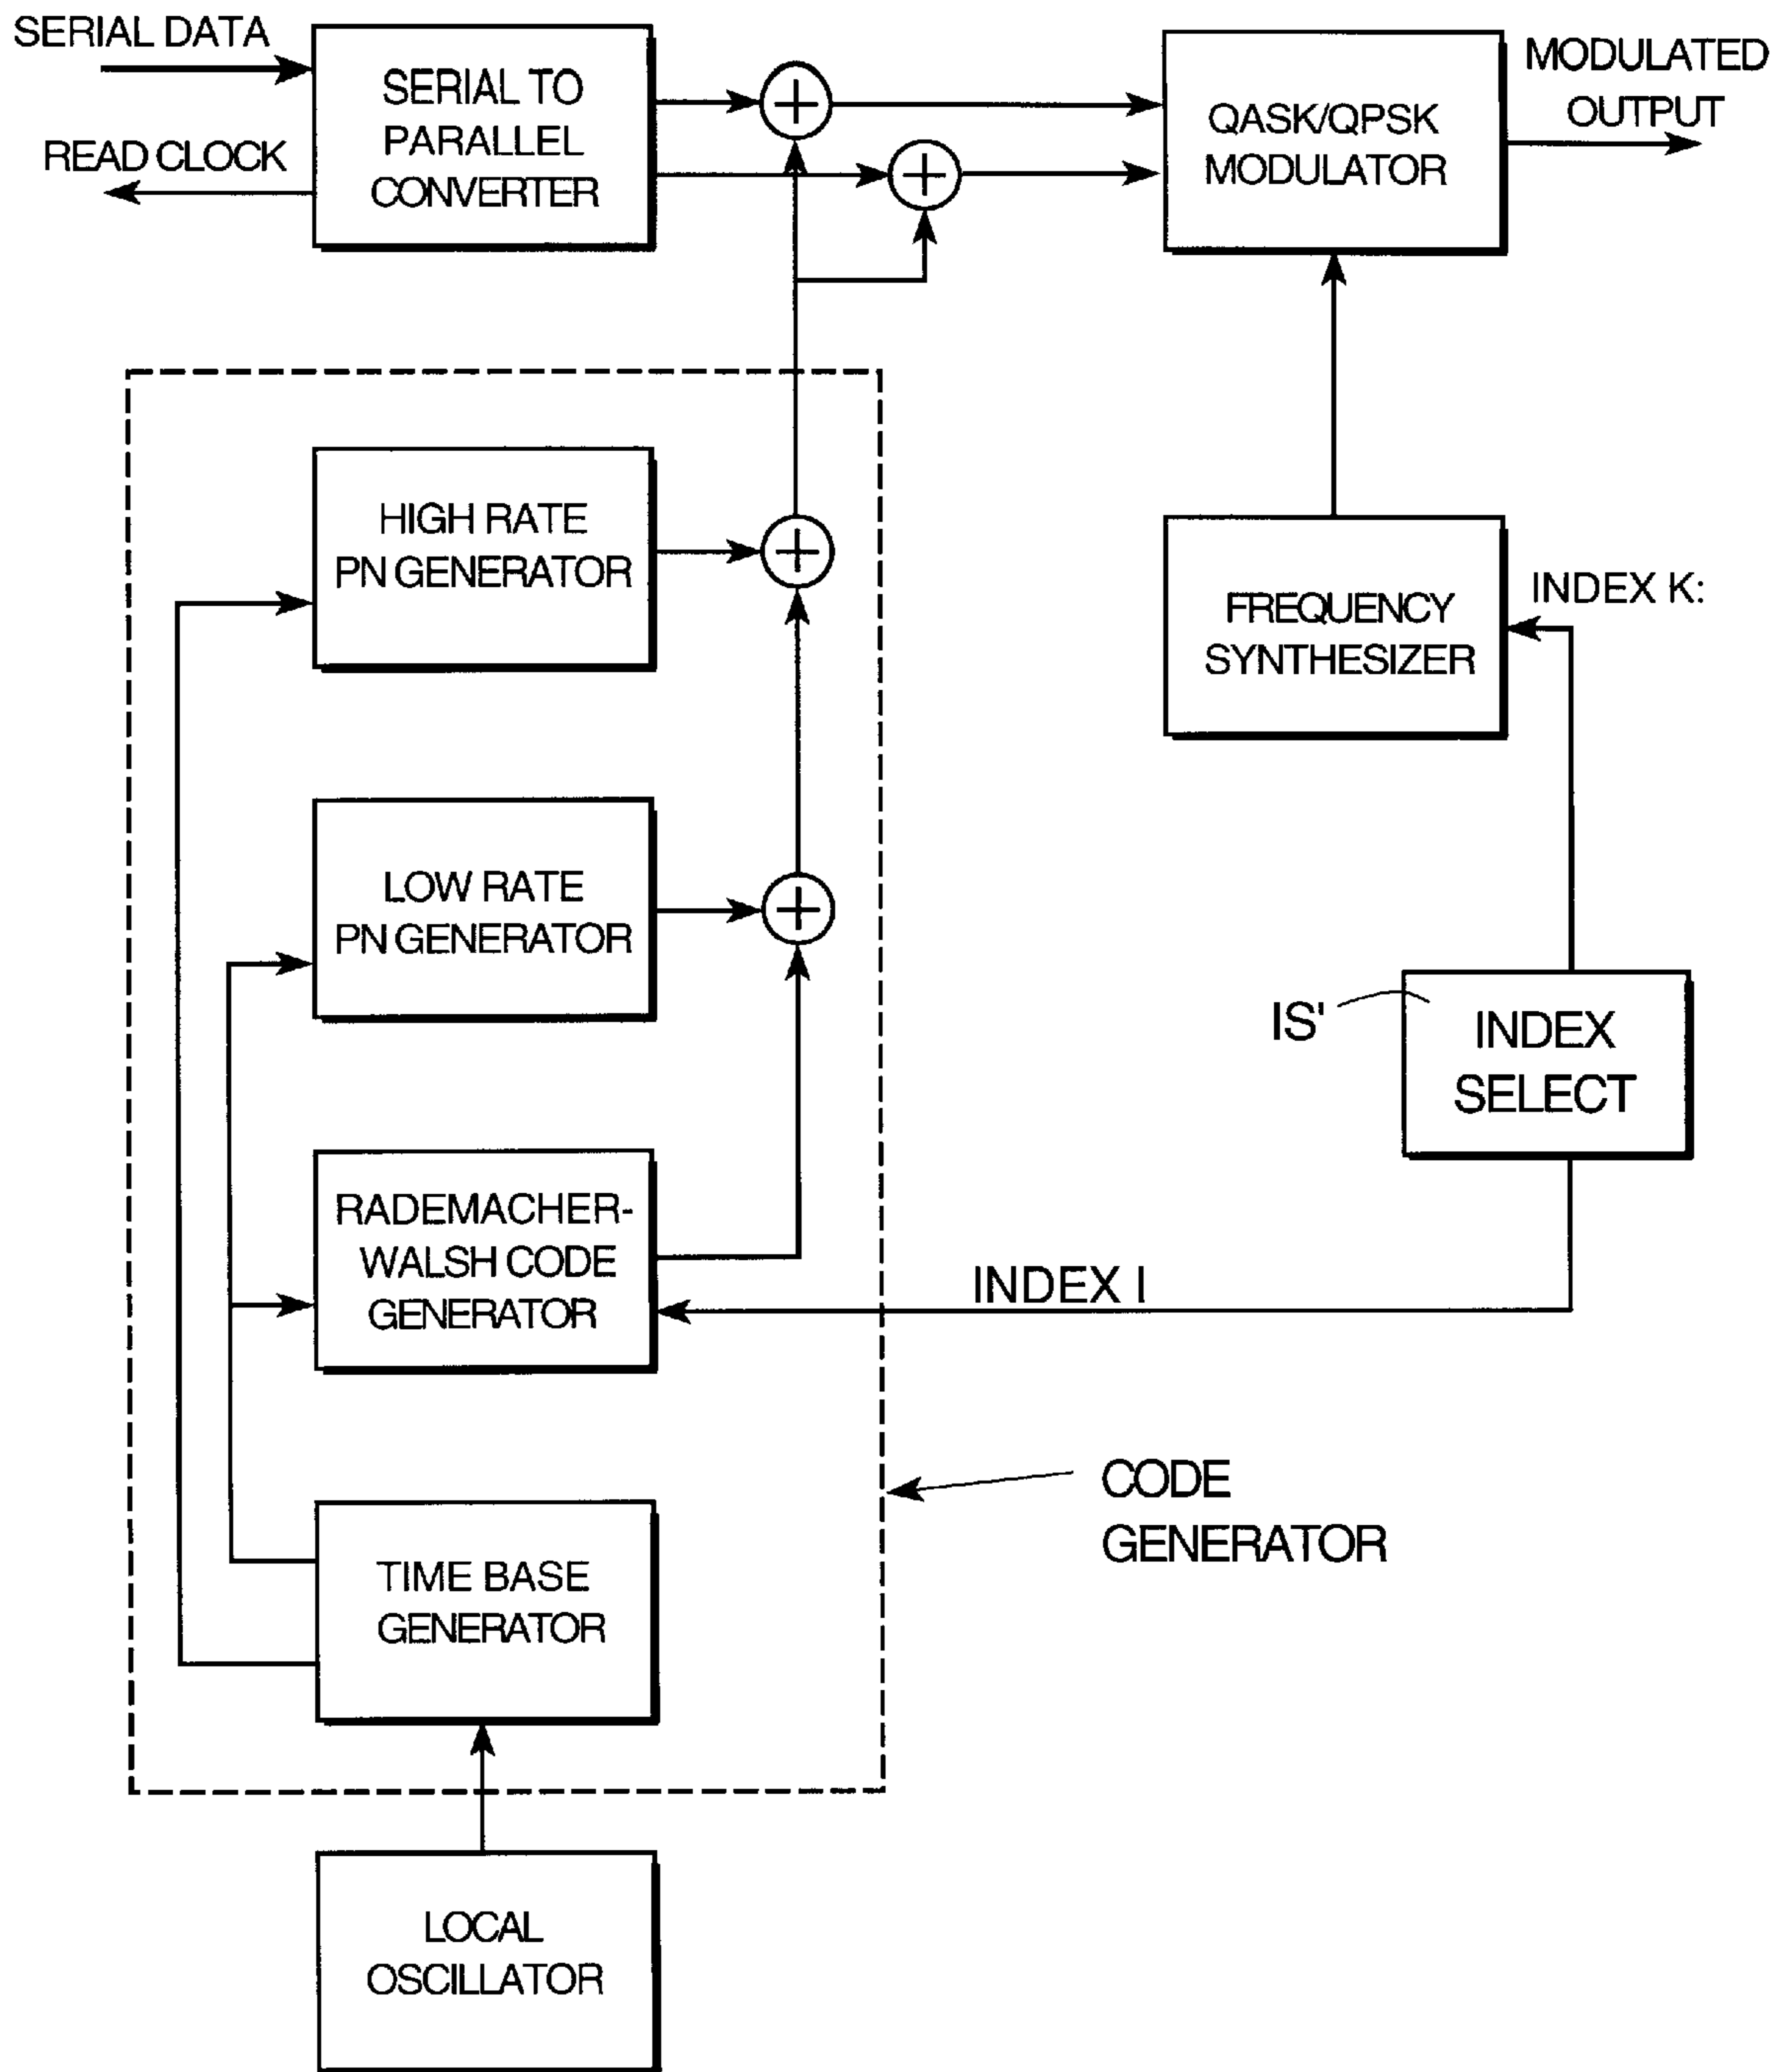 SERIAL DATA
READ CLOCK
SERIAL TO
PARALLEL
CONVERTER
QASK/QPSK
MODULATOR
MODULATED
OUTPUT
HIGH RATE
PN GENERATOR
FREQUENCY
SYNTHESIZER
INDEX K:
LOW RATE
PN GENERATOR
IS'
INDEX
SELECT
RADEMACHER-
WALSH CODE
GENERATOR
INDEX I
CODE
GENERATOR
TIME BASE
GENERATOR
LOCAL
OSCILLATOR